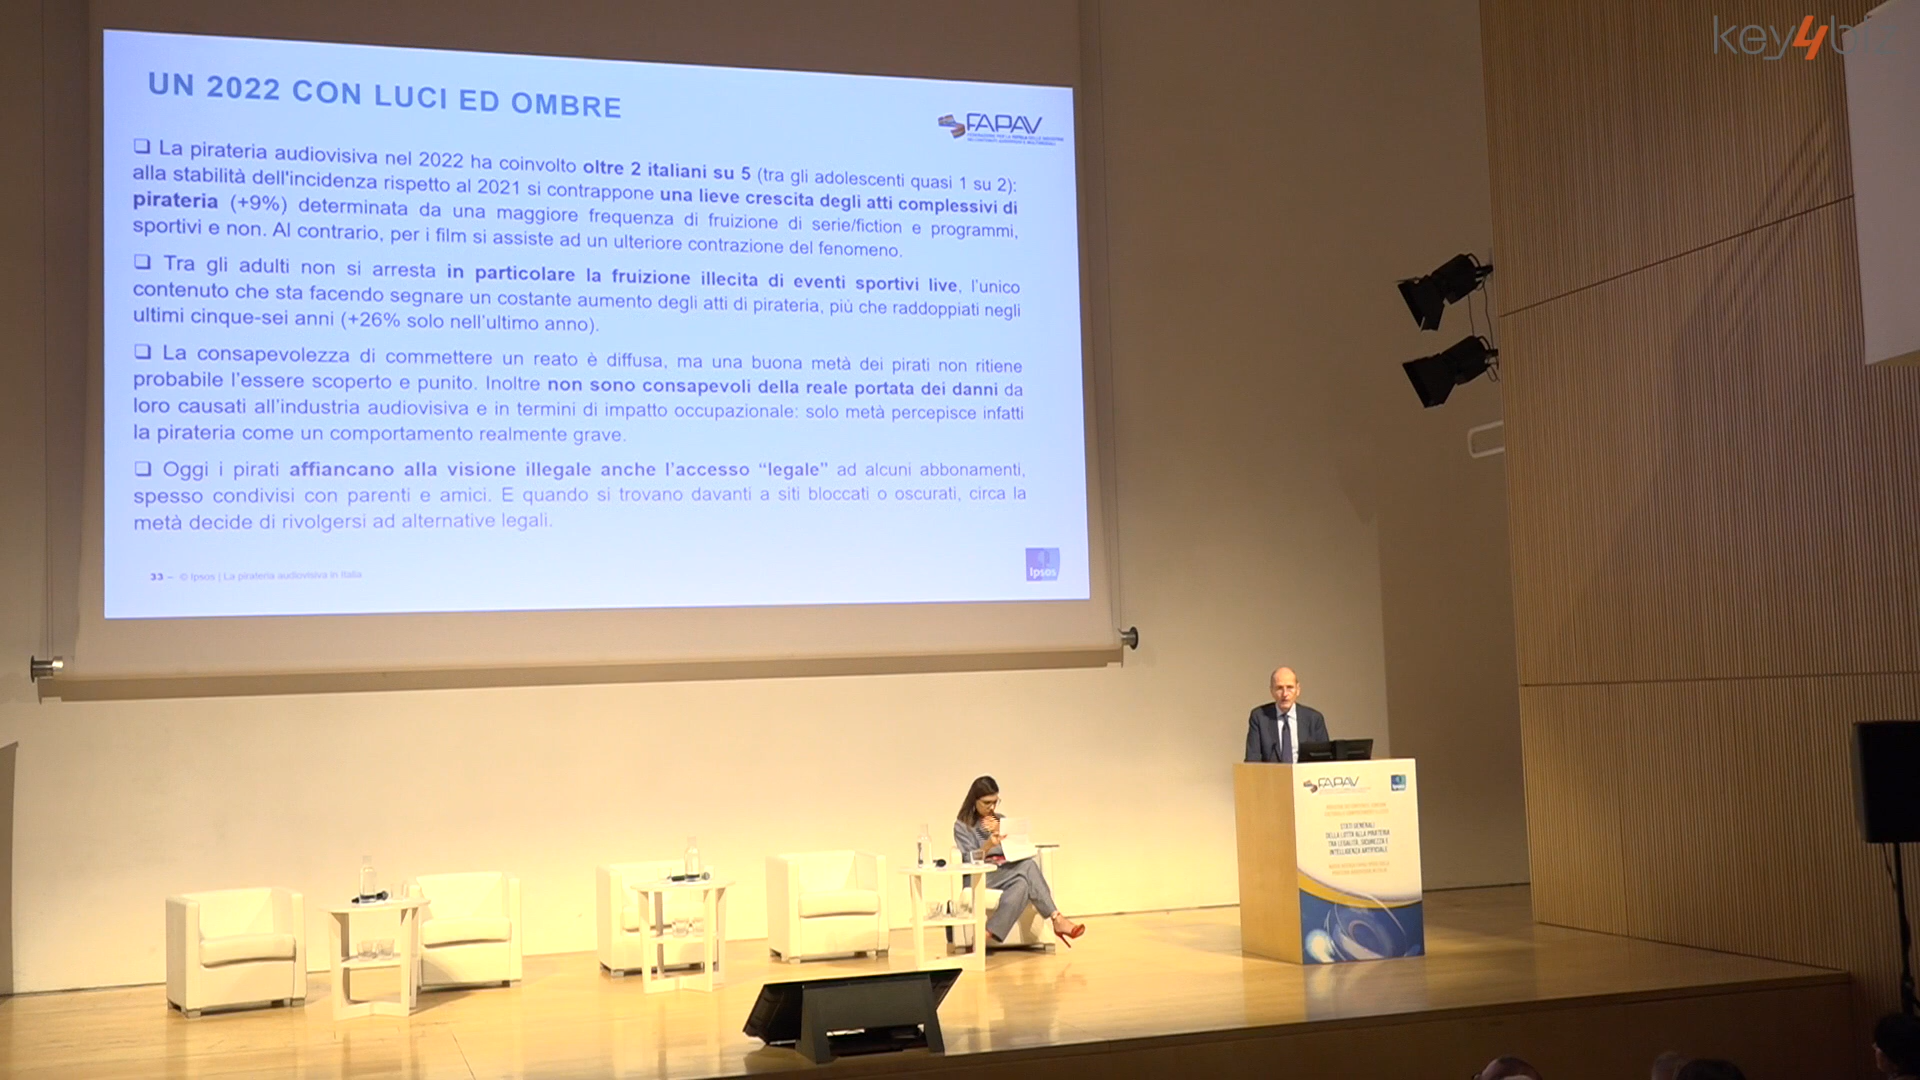 key4biz
UN 2022 CON LUCI ED OMBRE
FAPAV
❑ La pirateria audiovisiva nel 2022 ha coinvolto oltre 2 italiani su 5 (tra gli adolescenti quasi 1 su 2):
alla stabilità dell'incidenza rispetto al 2021 si contrappone una lieve crescita degli atti complessivi di
pirateria (+9%) determinata da una maggiore frequenza di fruizione di serie/fiction e programmi,
sportivi e non. Al contrario, per i film si assiste ad un ulteriore contrazione del fenomeno.
❑ Tra gli adulti non si arresta in particolare la fruizione illecita di eventi sportivi live, l'unico
contenuto che sta facendo segnare un costante aumento degli atti di pirateria, più che raddoppiati negli
ultimi cinque-sei anni (+26% solo nell'ultimo anno).
❑ La consapevolezza di commettere un reato è diffusa, ma una buona metà dei pirati non ritiene
probabile l'essere scoperto e punito. Inoltre non sono consapevoli della reale portata dei danni da
loro causati all'industria audiovisiva e in termini di impatto occupazionale: solo metà percepisce infatti
la pirateria come un comportamento realmente grave.
❑ Oggi i pirati affiancano alla visione illegale anche l'accesso “legale” ad alcuni abbonamenti,
spesso condivisi con parenti e amici. E quando si trovano davanti a siti bloccati o oscurati, circa la
metà decide di rivolgersi ad alternative legali.
33 – © Ipsos | La pirateria audiovisiva in Italia
Ipsos
FAPAV
Ipsos
STATI GENERALI
DELLA LOTTA ALLA PIRATERIA
TRA LEGALITÀ, SICUREZZA E
INTELLIGENZA ARTIFICIALE